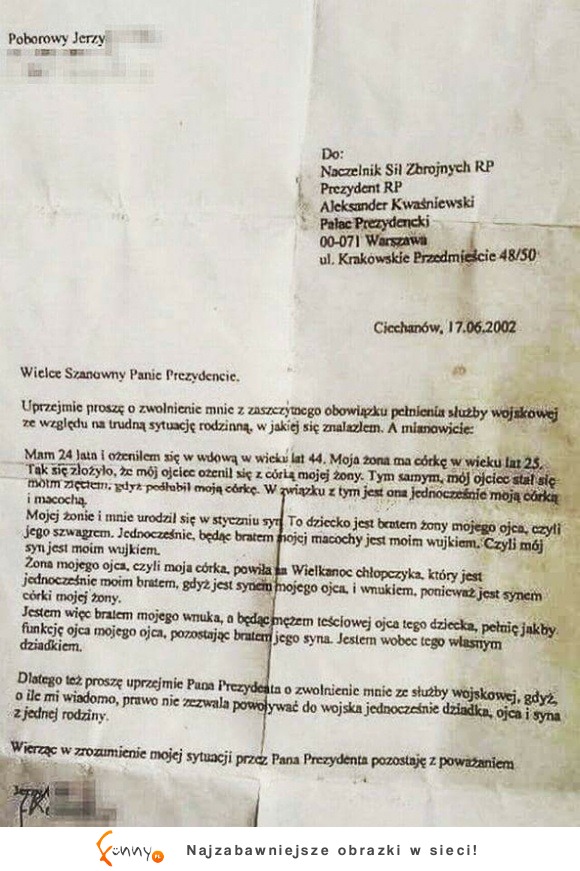 Poborowy Jerzy
Do:
Naczelnik Sił Zbrojnych RP
Prezydent RP
Aleksander Kwaśniewski
Pałac Prezydencki
00-071 Warszawa
ul. Krakowskie Przedmieście 48/50
Ciechanów, 17.06.2002
Wielce Szanowny Panie Prezydencie.
Uprzejmie proszę o zwolnienie mnie z zaszczytnego obowiązku pełnienia służby wojskowej
ze względu na trudną sytuację rodzinną, w jakiej się znalazłem. A mianowicie:
Mam 24 lata i ożeniłem się w wdową w wieku lat 44. Moja żona ma córkę w wieku lat 25.
Tak się złożyło, że mój ojciec ożenił się z córką mojej żony. Tym samym, mój ojciec stał się
moim zięciem, gdyż poślubił moją córkę. W związku z tym jest ona jednocześnie moją córką
i macochą.
Mojej żonie i mnie urodził się w styczniu syn. To dziecko jest bratem żony mojego ojca, czyli
jego szwagrem. Jednocześnie, będąc bratem mojej macochy jest moim wujkiem. Czyli mój
syn jest moim wujkiem.
Żona mojego ojca, czyli moja córka, powiła na Wielkanoc chłopczyka, który jest
jednocześnie moim bratem, gdyż jest synem mojego ojca, i wnukiem, ponieważ jest synem
córki mojej żony.
Jestem więc bratem mojego wnuka, a będąc mężem teściowej ojca tego dziecka, pełnię jakby
funkcję ojca mojego ojca, pozostając bratem jego syna. Jestem wobec tego własnym
dziadkiem.
Dlatego też proszę uprzejmie Pana Prezydenta o zwolnienie mnie ze służby wojskowej, gdyż,
o ile mi wiadomo, prawo nie zezwala powoływać do wojska jednocześnie dziadka, ojca i syna
z jednej rodziny.
Wierząc w zrozumienie mojej sytuacji przez Pana Prezydenta pozostaję z poważaniem
Jerzy
funny.pl Najzabawniejsze obrazki w sieci!